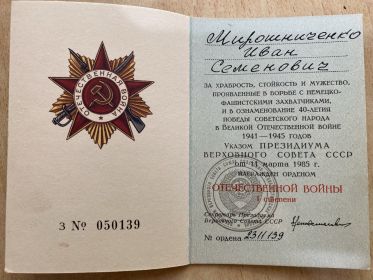 ОТЕЧЕСТВЕННАЯ ВОЙНА
З № 050139
Мирошниченко
Иван
Семенович
ЗА ХРАБРОСТЬ, СТОЙКОСТЬ И МУЖЕСТВО,
ПРОЯВЛЕННЫЕ В БОРЬБЕ С НЕМЕЦКО-
ФАШИСТСКИМИ ЗАХВАТЧИКАМИ,
И В ОЗНАМЕНОВАНИЕ 40-ЛЕТИЯ
ПОБЕДЫ СОВЕТСКОГО НАРОДА
В ВЕЛИКОЙ ОТЕЧЕСТВЕННОЙ ВОЙНЕ
1941—1945 ГОДОВ
УКАЗОМ ПРЕЗИДИУМА
ВЕРХОВНОГО СОВЕТА СССР
от 11 марта 1985 г.
НАГРАЖДЕН ОРДЕНОМ
ОТЕЧЕСТВЕННОЙ ВОЙНЫ
I степени
Секретарь Президиума
Верховного Совета СССР
№ ордена 2311139